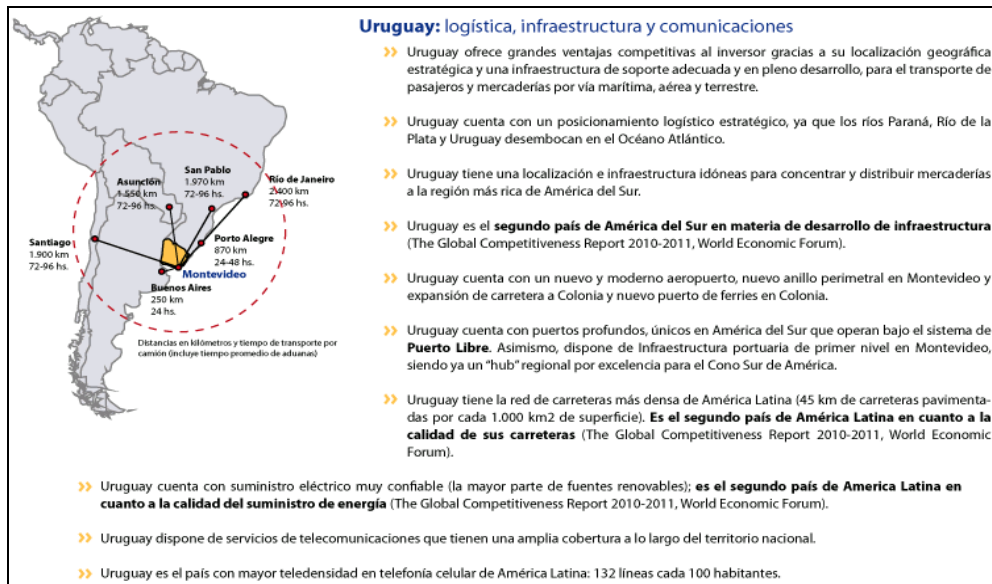 Uruguay: logística, infraestructura y comunicaciones
Uruguay ofrece grandes ventajas competitivas al inversor gracias a su localización geográfica
estratégica y una infraestructura de soporte adecuada y en pleno desarrollo, para el transporte de
pasajeros y mercaderías por vía marítima, aérea y terrestre.
Uruguay cuenta con un posicionamiento logístico estratégico, ya que los ríos Paraná, Río de la
Plata y Uruguay desembocan en el Océano Atlántico.
Uruguay tiene una localización e infraestructura idóneas para concentrar y distribuir mercaderías
a la región más rica de América del Sur.
Uruguay es el segundo país de América del Sur en materia de desarrollo de infraestructura
(The Global Competitiveness Report 2010-2011, World Economic Forum).
Uruguay cuenta con un nuevo y moderno aeropuerto, nuevo anillo perimetral en Montevideo y
expansión de carretera a Colonia y nuevo puerto de ferries en Colonia.
Uruguay cuenta con puertos profundos, únicos en América del Sur que operan bajo el sistema de
Puerto Libre. Asimismo, dispone de Infraestructura portuaria de primer nivel en Montevideo,
siendo ya un "hub" regional por excelencia para el Cono Sur de América.
Uruguay tiene la red de carreteras más densa de América Latina (45 km de carreteras pavimenta-
das por cada 1.000 km2 de superficie). Es el segundo país de América Latina en cuanto a la
calidad de sus carreteras (The Global Competitiveness Report 2010-2011, World Economic
Forum).
Uruguay cuenta con suministro eléctrico muy confiable (la mayor parte de fuentes renovables); es el segundo país de America Latina en
cuanto a la calidad del suministro de energía (The Global Competitiveness Report 2010-2011, World Economic Forum).
Uruguay dispone de servicios de telecomunicaciones que tienen una amplia cobertura a lo largo del territorio nacional.
Uruguay es el país con mayor teledensidad en telefonía celular de América Latina: 132 líneas cada 100 habitantes.
San Pablo
1.970 km
72-96 hs.
Asunción
1.550 km
72-96 hs.
Río de Janeiro
2.400 km
72-96 hs.
Santiago
1.900 km
72-96 hs.
Porto Alegre
870 km
24-48 hs.
Montevideo
Buenos Aires
250 km
24 hs.
Distancias en kilómetros y tiempo de transporte por
camión (incluye tiempo promedio de aduanas)